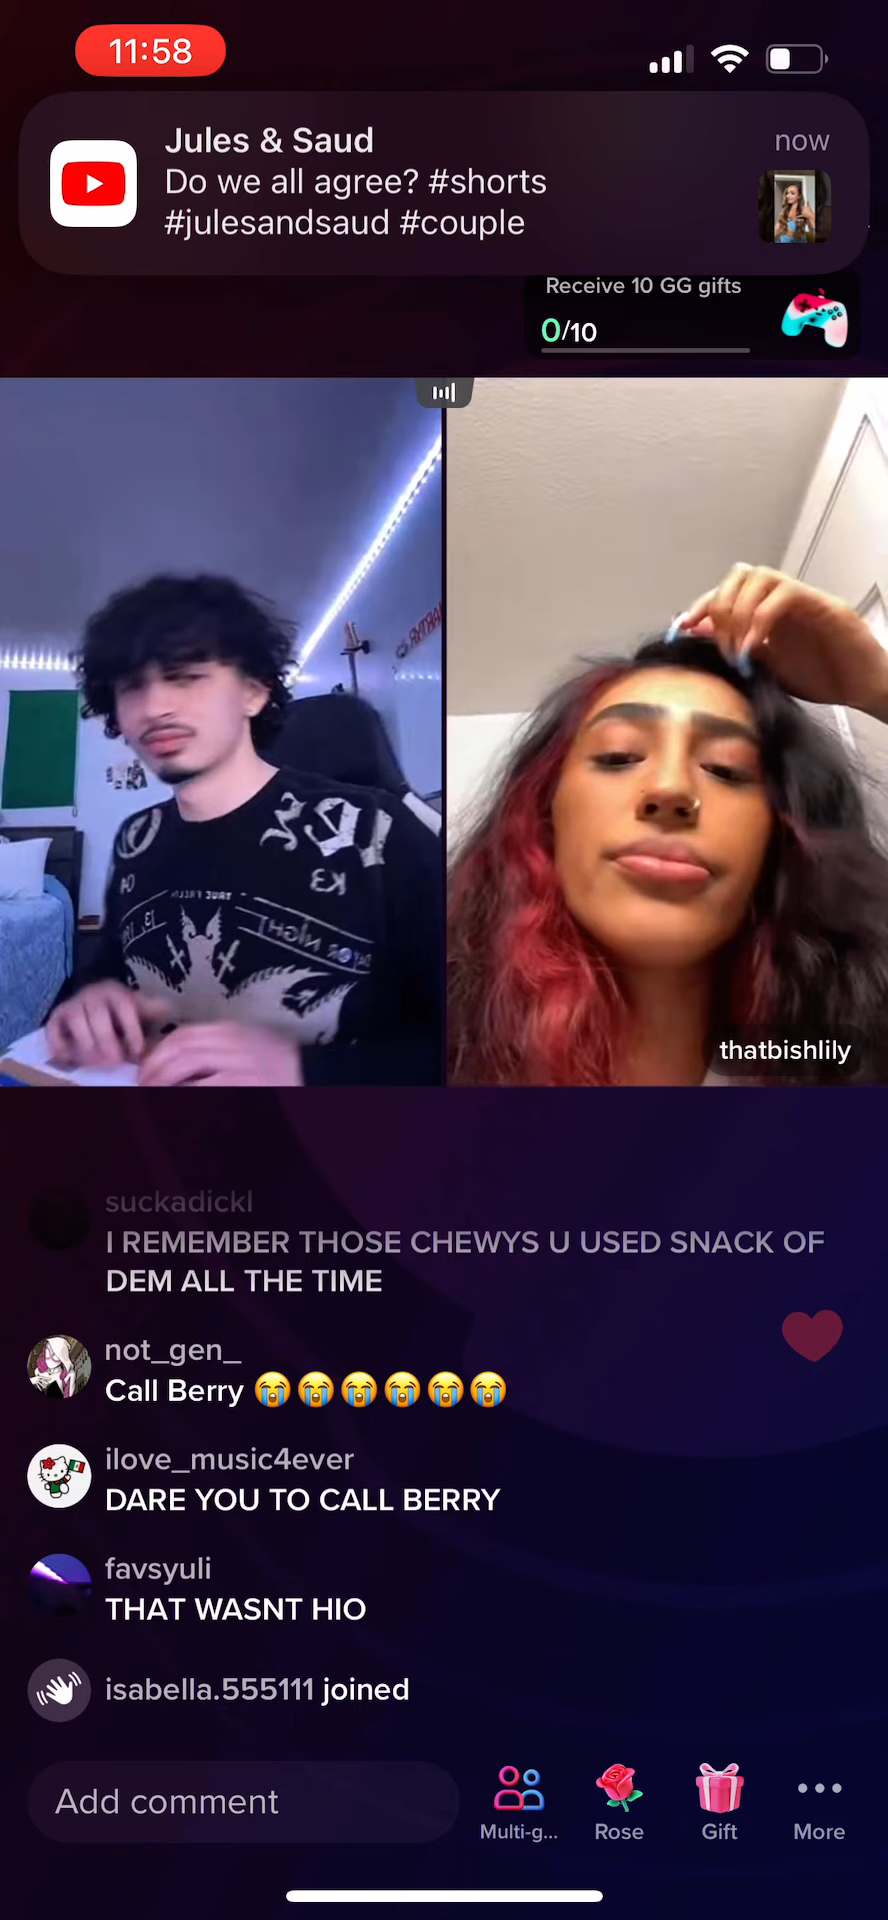 11:58
Jules & Saud
now
Do we all agree? #shorts
#julesandsaud #couple
Receive 10 GG gifts
0/10
thatbishlily
suckadickl
I REMEMBER THOSE CHEWYS U USED SNACK OF
DEM ALL THE TIME
not_gen_
Call Berry 😭😭😭😭😭😭
ilove_music4ever
DARE YOU TO CALL BERRY
favsyuli
THAT WASNT HIO
isabella.555111 joined
Add comment
Multi-g...
Rose
Gift
More